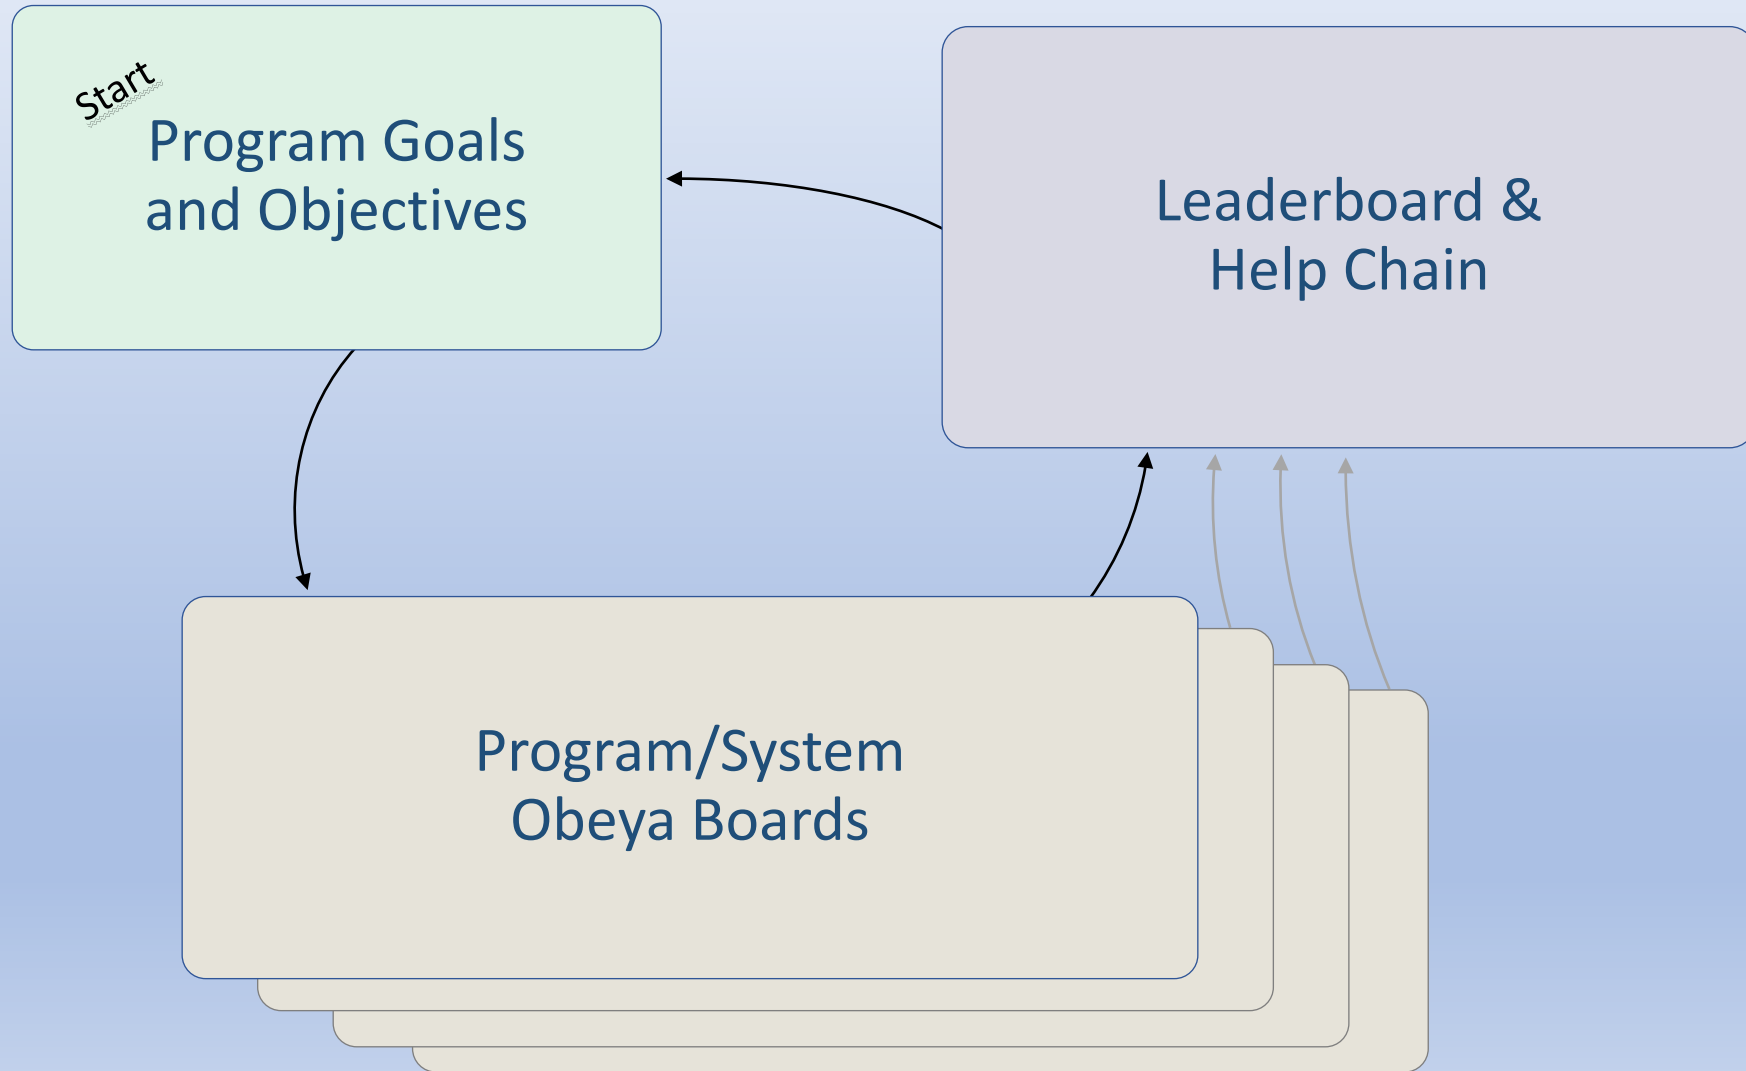 Start
Program Goals
and Objectives
Leaderboard &
Help Chain
Program/System
Obeya Boards